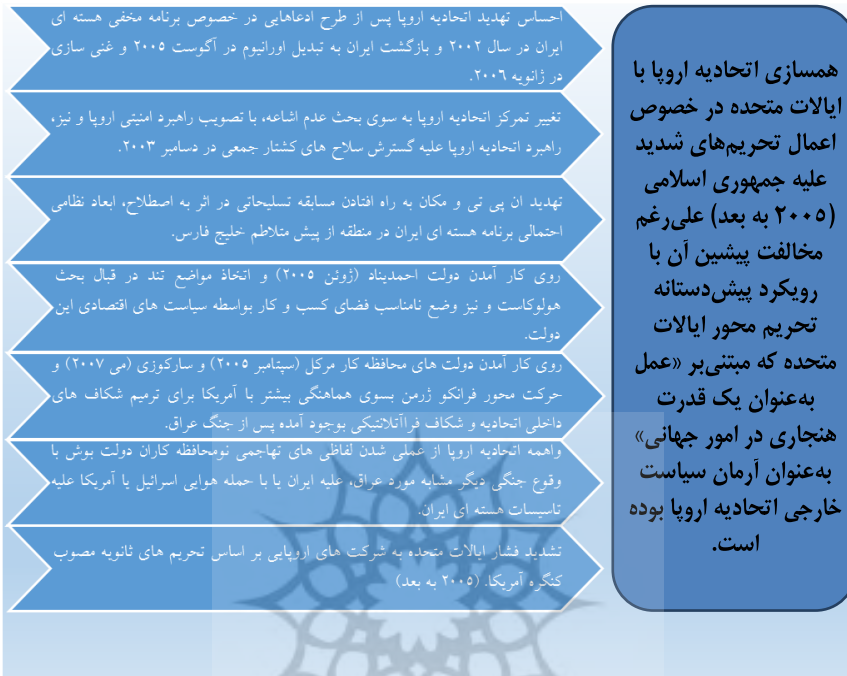 احساس تهدید اتحادیه اروپا پس از طرح ادعاهایی در خصوص برنامه مخفی هسته ای
ایران در سال ۲۰۰۲ و بازگشت ایران به تبدیل اورانیوم در آگوست ۲۰۰۵ و غنی سازی
در ژانویه ۲۰۰۶.
تغییر تمرکز اتحادیه اروپا به سوی بحث عدم اشاعه، با تصویب راهبرد امنیتی اروپا و نیز،
راهبرد اتحادیه اروپا علیه گسترش سلاح های کشتار جمعی در دسامبر ۲۰۰۳.
تهدید ان پی تی و مکان به راه افتادن مسابقه تسلیحاتی در اثر به اصطلاح، ابعاد نظامی
احتمالی برنامه هسته ای ایران در منطقه از پیش متلاطم خلیج فارس.
روی کار آمدن دولت احمدیناد (ژوئن ۲۰۰۵) و اتخاذ مواضع تند در قبال بحث
هولوکاست و نیز وضع نامناسب فضای کسب و کار بواسطه سیاست های اقتصادی این
دولت.
روی کار آمدن دولت های محافظه کار مرکل (سپتامبر ۲۰۰۵) و سارکوزی (می ۲۰۰۷) و
حرکت محور فرانکو ژرمن بسوی هماهنگی بیشتر با آمریکا برای ترمیم شکاف های
داخلی اتحادیه و شکاف فراآتلانتیکی بوجود آمده پس از جنگ عراق.
واهمه اتحادیه اروپا از عملی شدن لفاظی های تهاجمی نومحافظه کاران دولت بوش با
وقوع جنگی دیگر مشابه مورد عراق، علیه ایران یا با حمله هوایی اسرائیل یا آمریکا علیه
تاسیسات هسته ای ایران.
تشدید فشار ایالات متحده به شرکت های اروپایی بر اساس تحریم های ثانویه مصوب
کنگره آمریکا. (۲۰۰۵ به بعد)
همسازی اتحادیه اروپا با
ایالات متحده در خصوص
اعمال تحریم‌های شدید
علیه جمهوری اسلامی
(۲۰۰۵ به بعد) علی‌رغم
مخالفت پیشین آن با
رویکرد پیش‌دستانه
تحریم محور ایالات
متحده که مبتنی‌بر «عمل
به‌عنوان یک قدرت
هنجاری در امور جهانی»
به‌عنوان آرمان سیاست
خارجی اتحادیه اروپا بوده
است.